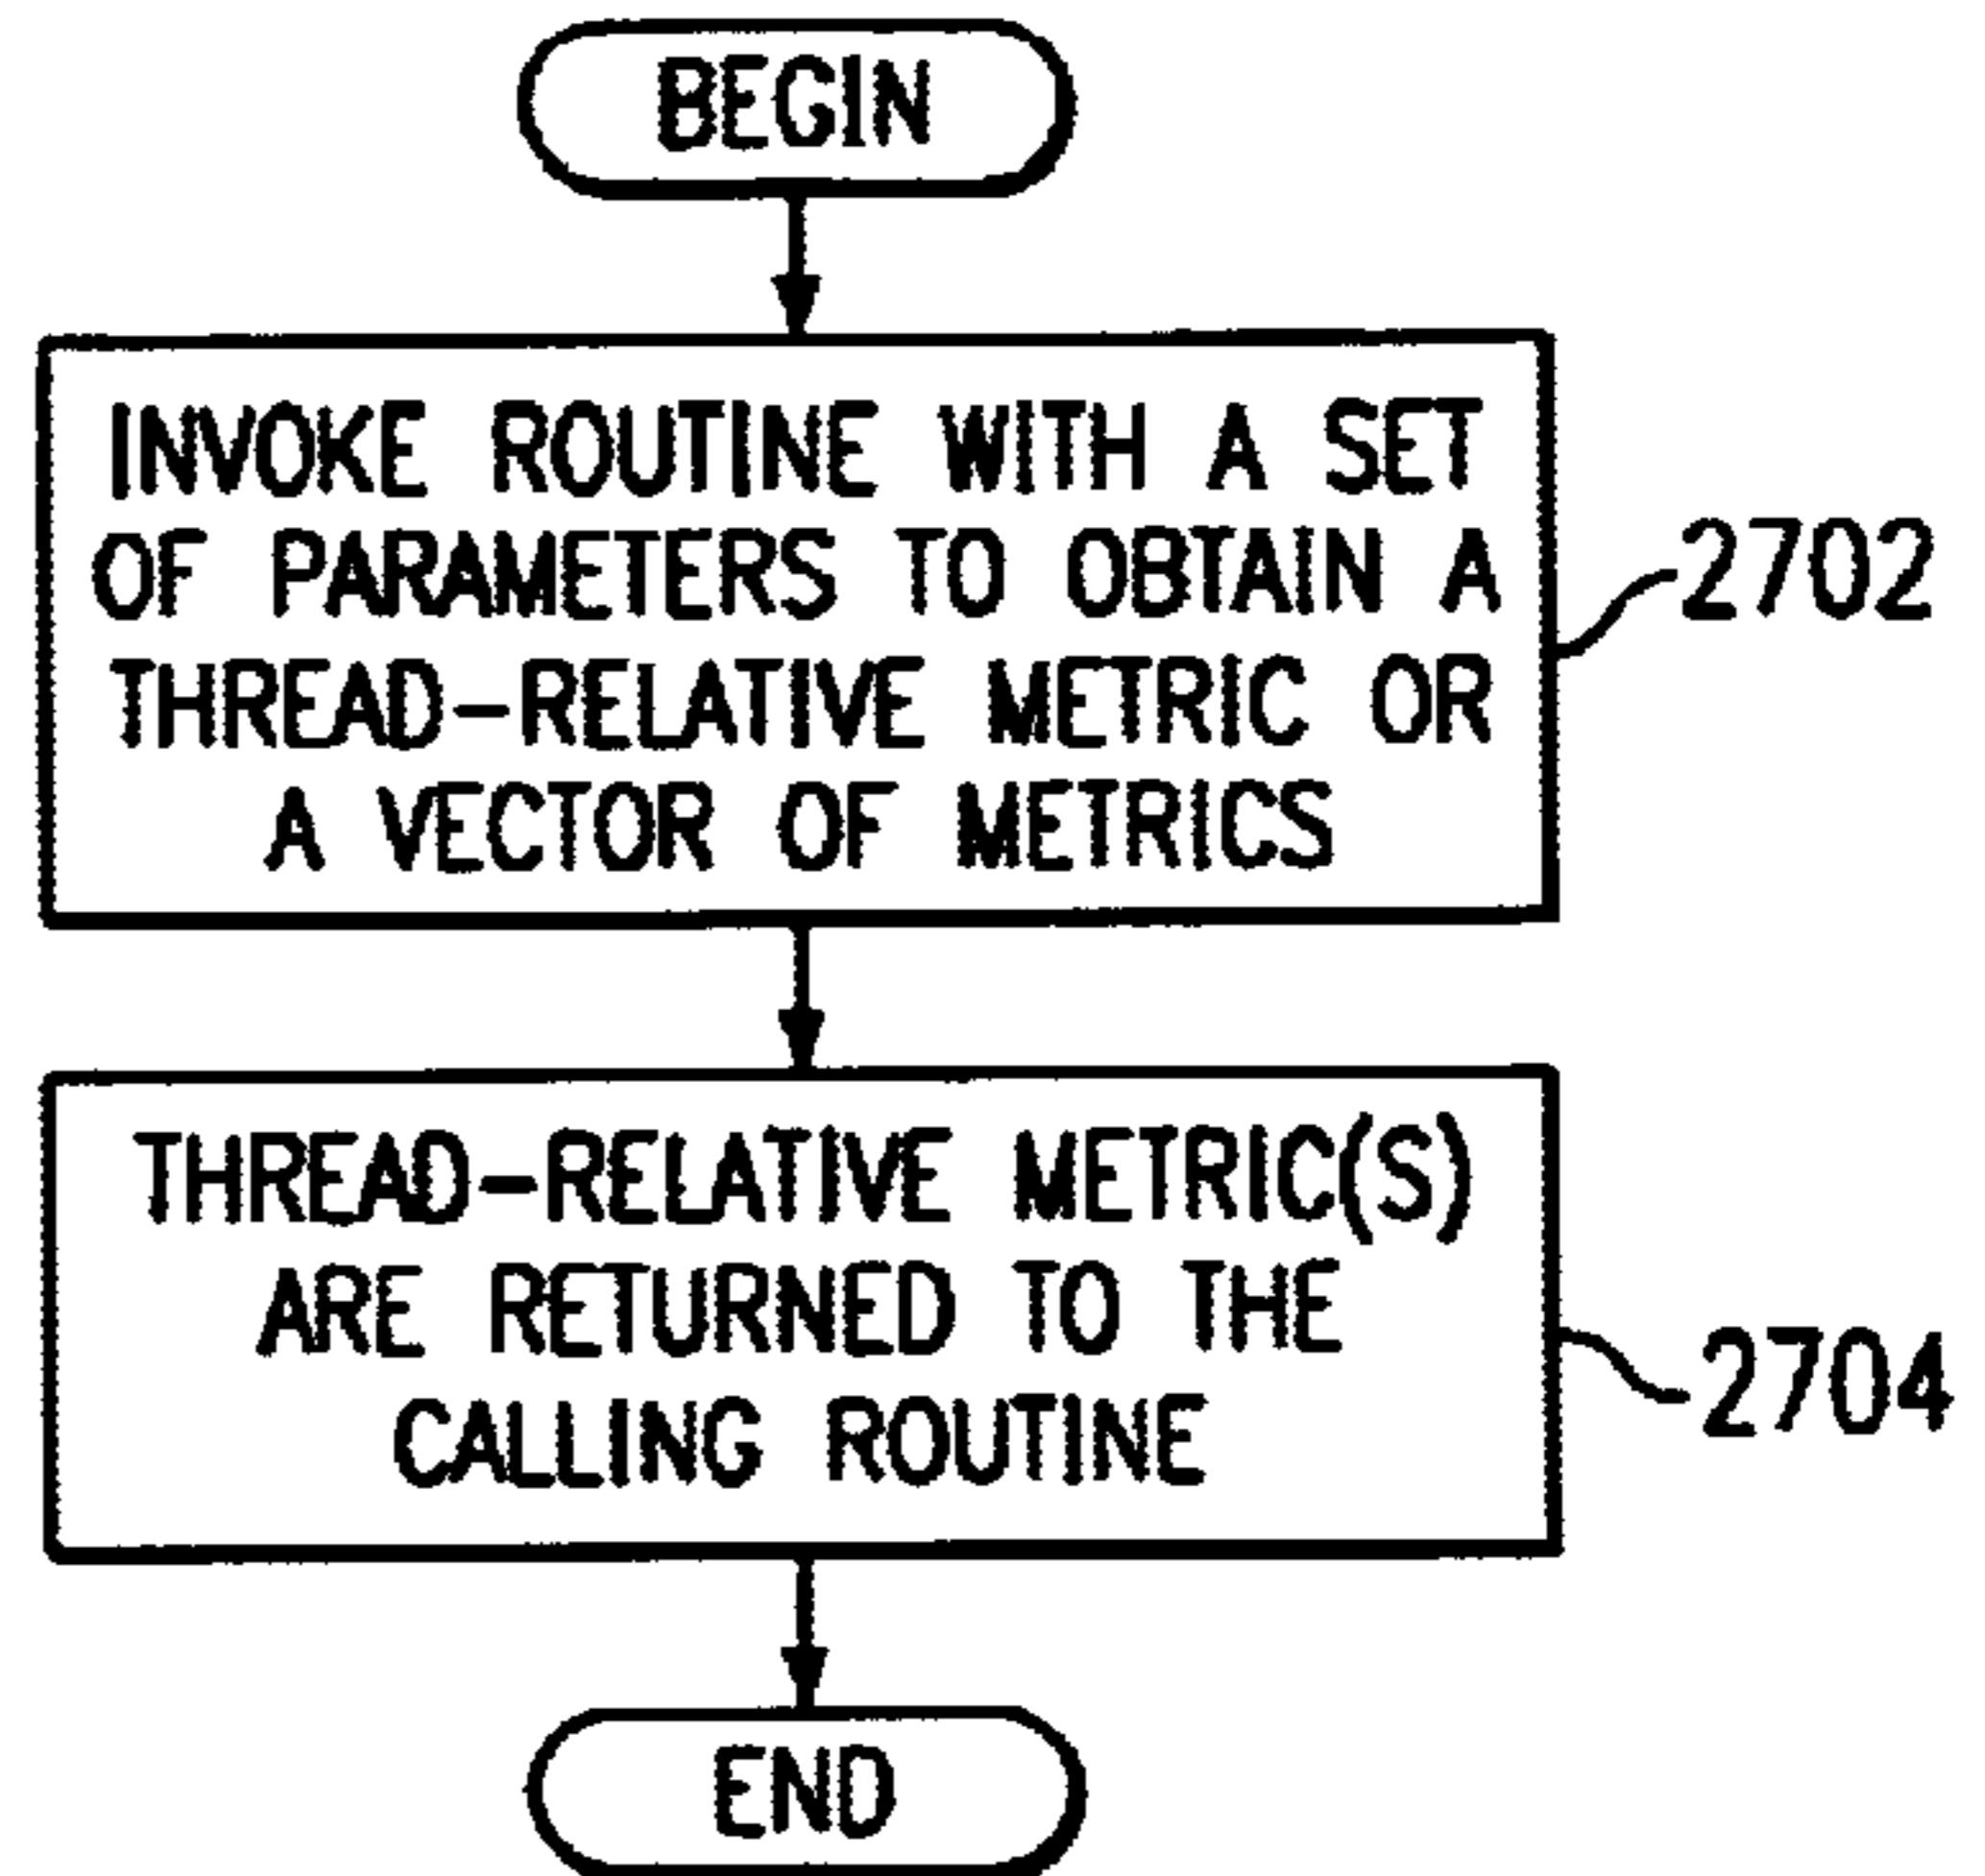 BEGIN
INVOKE ROUTINE WITH A SET
OF PARAMETERS TO OBTAIN A
THREAD-RELATIVE METRIC OR
A VECTOR OF METRICS
2702
THREAD-RELATIVE METRIC(S)
ARE RETURNED TO THE
CALLING ROUTINE
2704
END